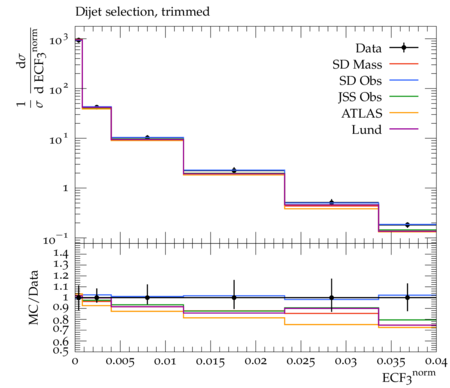 Dijet selection, trimmed
1/σ dσ/d ECF3^norm
10^3
10^2
10^1
1
10^−1
Data
SD Mass
SD Obs
JSS Obs
ATLAS
Lund
MC/Data
1.4
1.3
1.2
1.1
1.0
0.9
0.8
0.7
0.6
0.5
0 0.005 0.01 0.015 0.02 0.025 0.03 0.035 0.04
ECF3^norm